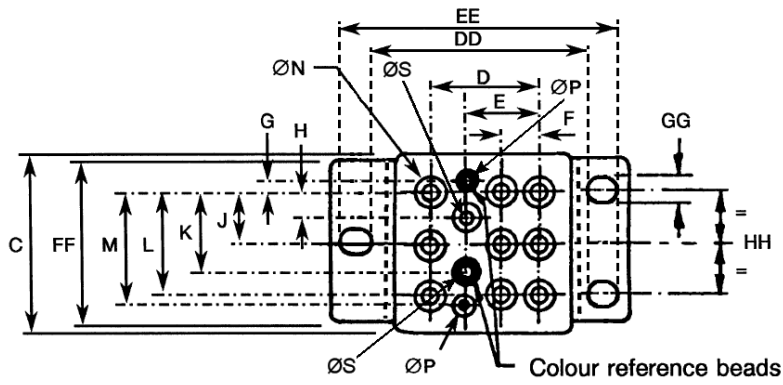 EE
DD
ØN
ØS
D
ØP
G
H
E
F
GG
C
FF
M
L
K
J
=
HH
=
ØS
ØP
Colour reference beads